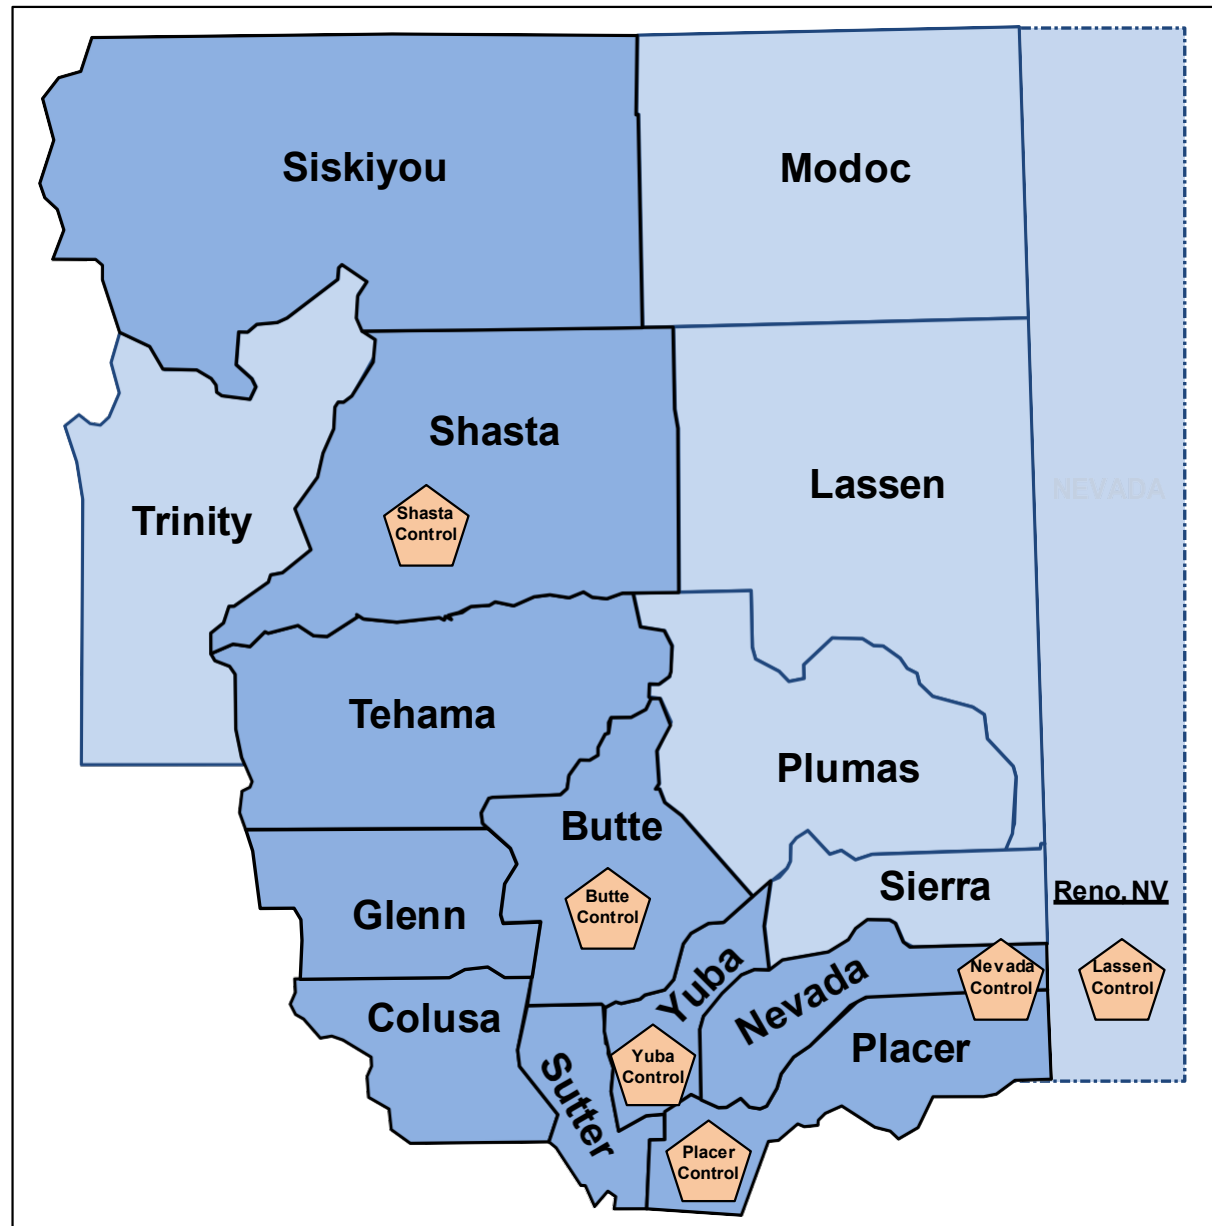 Siskiyou
Modoc
Shasta
Lassen
NEVADA
Trinity
Shasta
Control
Tehama
Plumas
Butte
Sierra
Reno, NV
Glenn
Butte
Control
Yuba
Nevada
Nevada
Control
Lassen
Control
Colusa
Placer
Sutter
Yuba
Control
Placer
Control